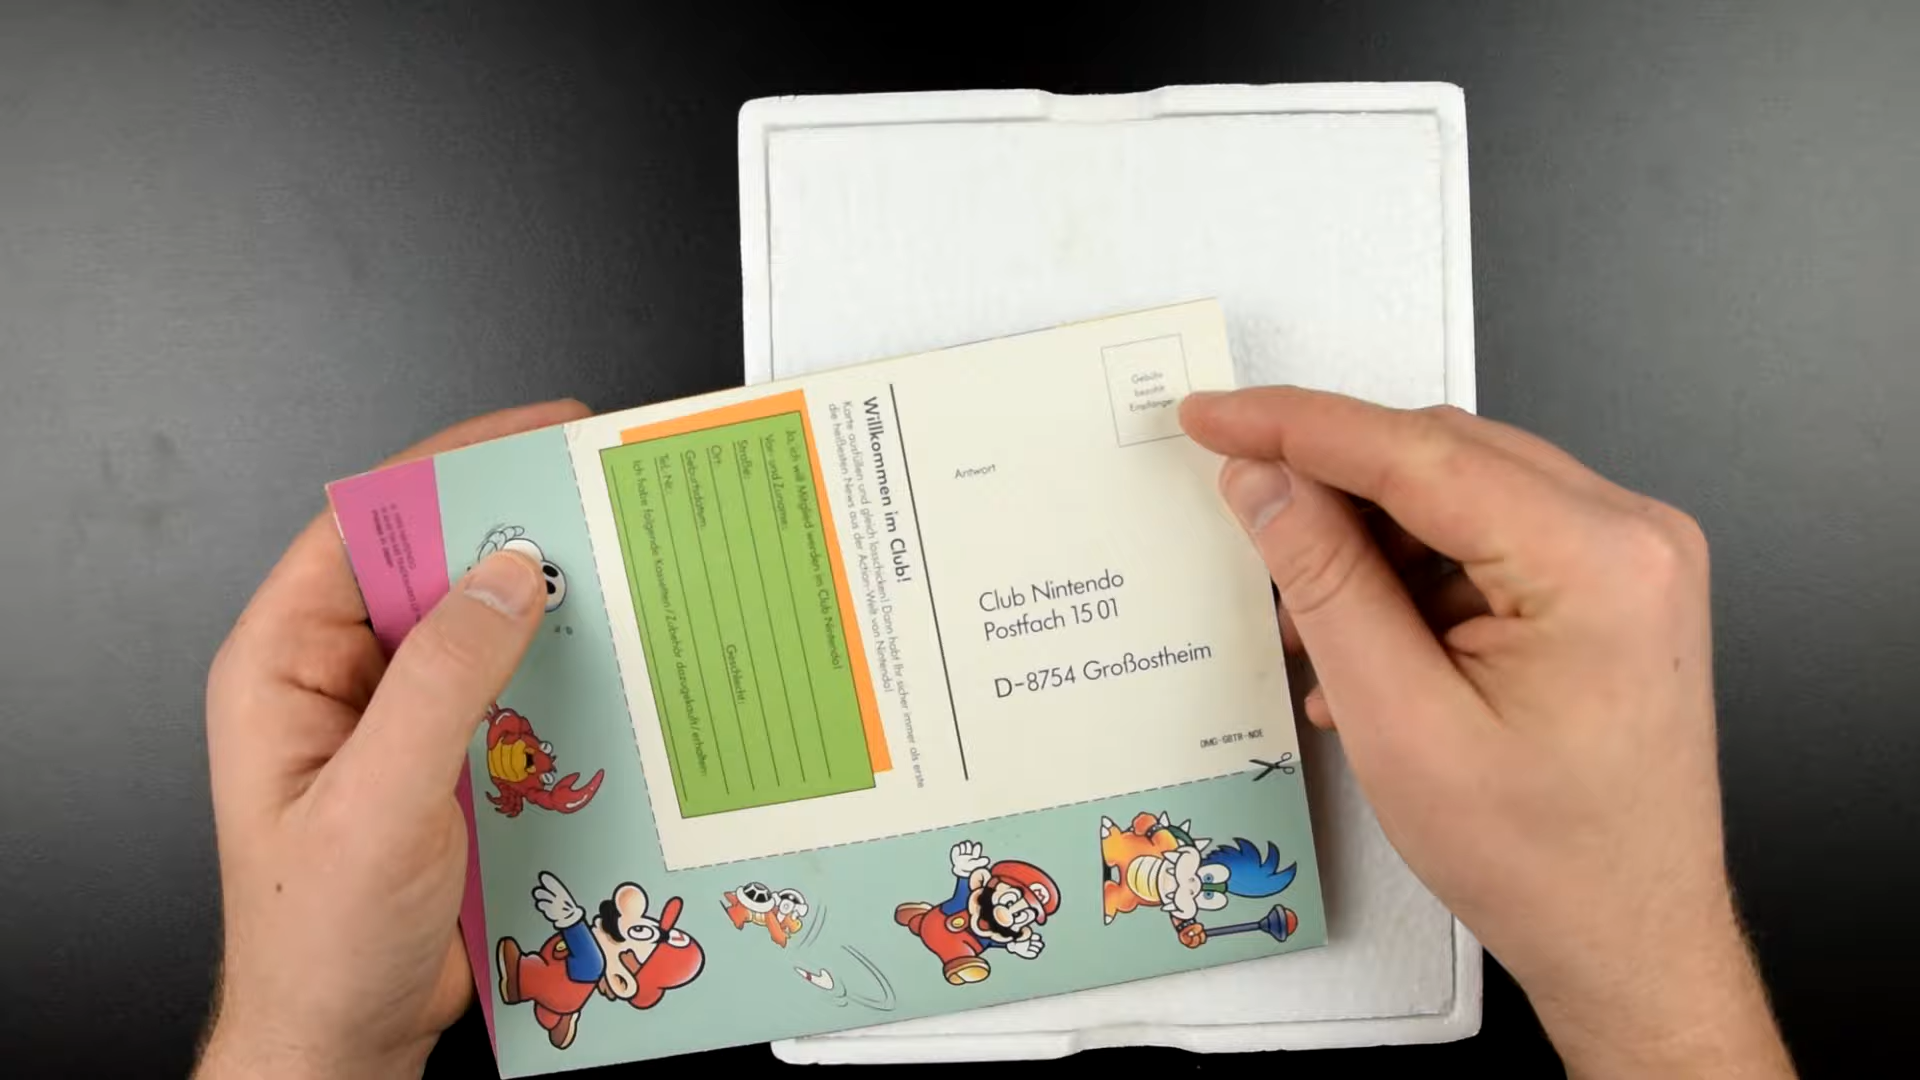 Gebühr
bezahlt
Empfänger
Antwort
Club Nintendo
Postfach 15 01
D-8754 Großostheim
DMG-GBTR-NOE
Willkommen im Club!
Karte ausfüllen und gleich losschicken! Dann habt Ihr sicher immer als erste
die heißesten News aus der Action-Welt von Nintendo!
Ja, ich will Mitglied werden im Club Nintendo!
Vor- und Zuname:
Straße:
Ort:
Geburtsdatum: Geschlecht:
Tel. Nr.:
Ich habe folgende Kassetten/Zubehör dazugekauft/erhalten: